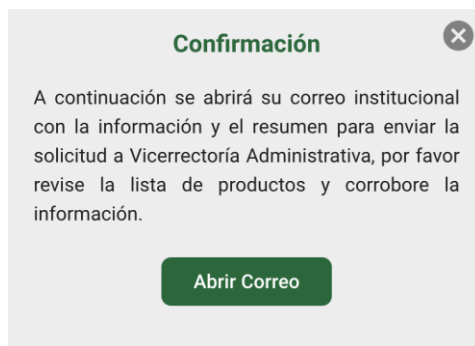 Confirmación
A continuación se abrirá su correo institucional
con la información y el resumen para enviar la
solicitud a Vicerrectoría Administrativa, por favor
revise la lista de productos y corrobore la
información.
Abrir Correo